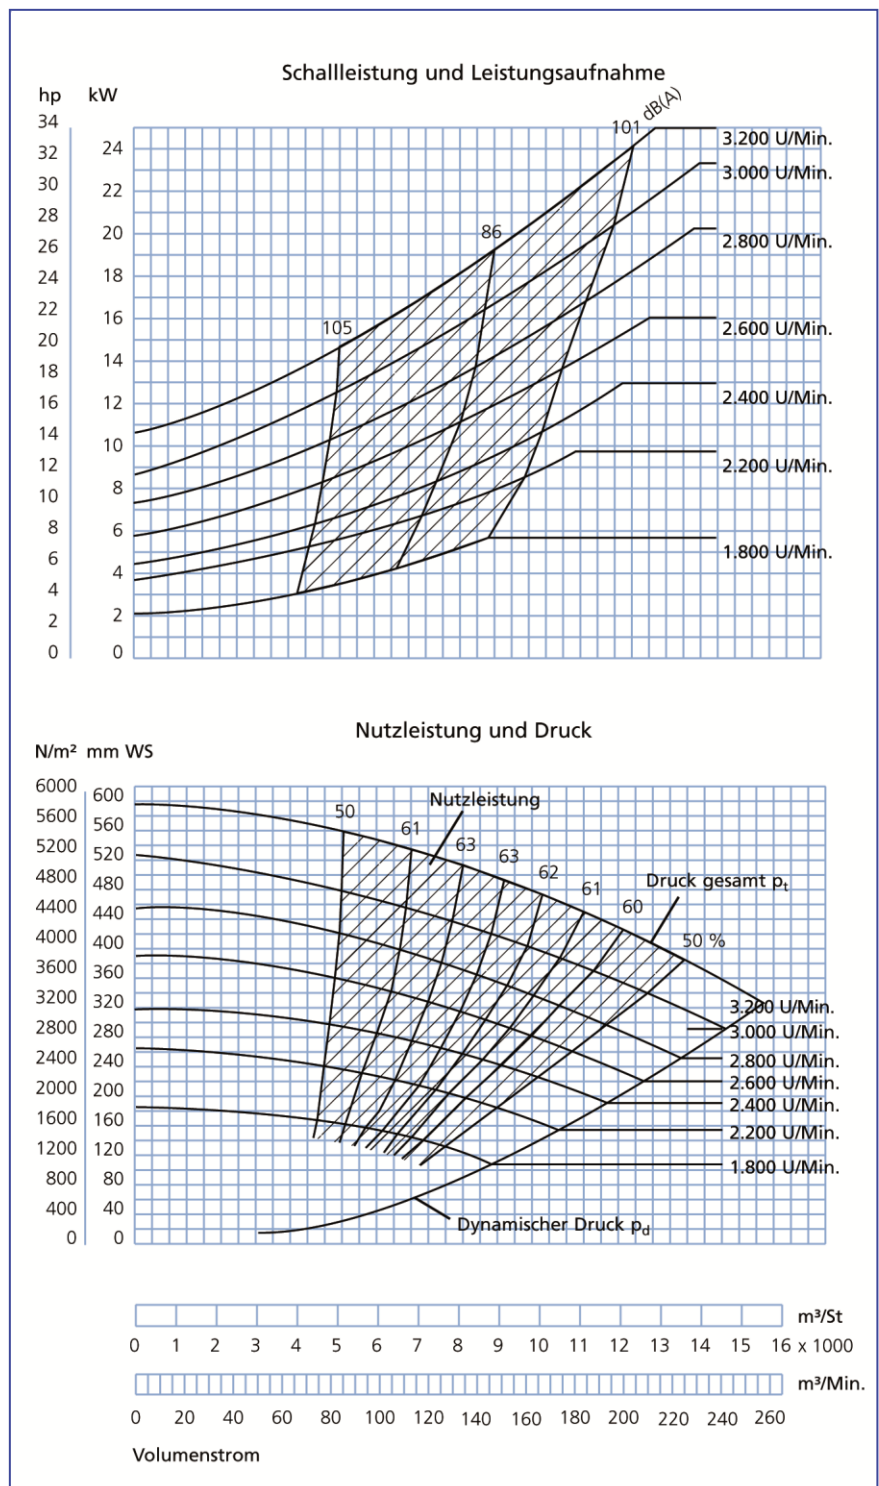 Schallleistung und Leistungsaufnahme
hp kW
34
32
30
28
26
24
22
20
18
16
14
12
10
8
6
4
2
0
24
22
20
18
16
14
12
10
8
6
4
2
0
105
86
101 dB(A)
3.200 U/Min.
3.000 U/Min.
2.800 U/Min.
2.600 U/Min.
2.400 U/Min.
2.200 U/Min.
1.800 U/Min.
Nutzleistung und Druck
N/m² mm WS
6000
5600
5200
4800
4400
4000
3600
3200
2800
2400
2000
1600
1200
800
400
0
600
560
520
480
440
400
360
320
280
240
200
160
120
80
40
0
Nutzleistung
50
61
63
63
62
61
60
50 %
Druck gesamt pt
3.200 U/Min.
3.000 U/Min.
2.800 U/Min.
2.600 U/Min.
2.400 U/Min.
2.200 U/Min.
1.800 U/Min.
Dynamischer Druck pd
m³/St
0 1 2 3 4 5 6 7 8 9 10 11 12 13 14 15 16 x 1000
m³/Min.
0 20 40 60 80 100 120 140 160 180 200 220 240 260
Volumenstrom